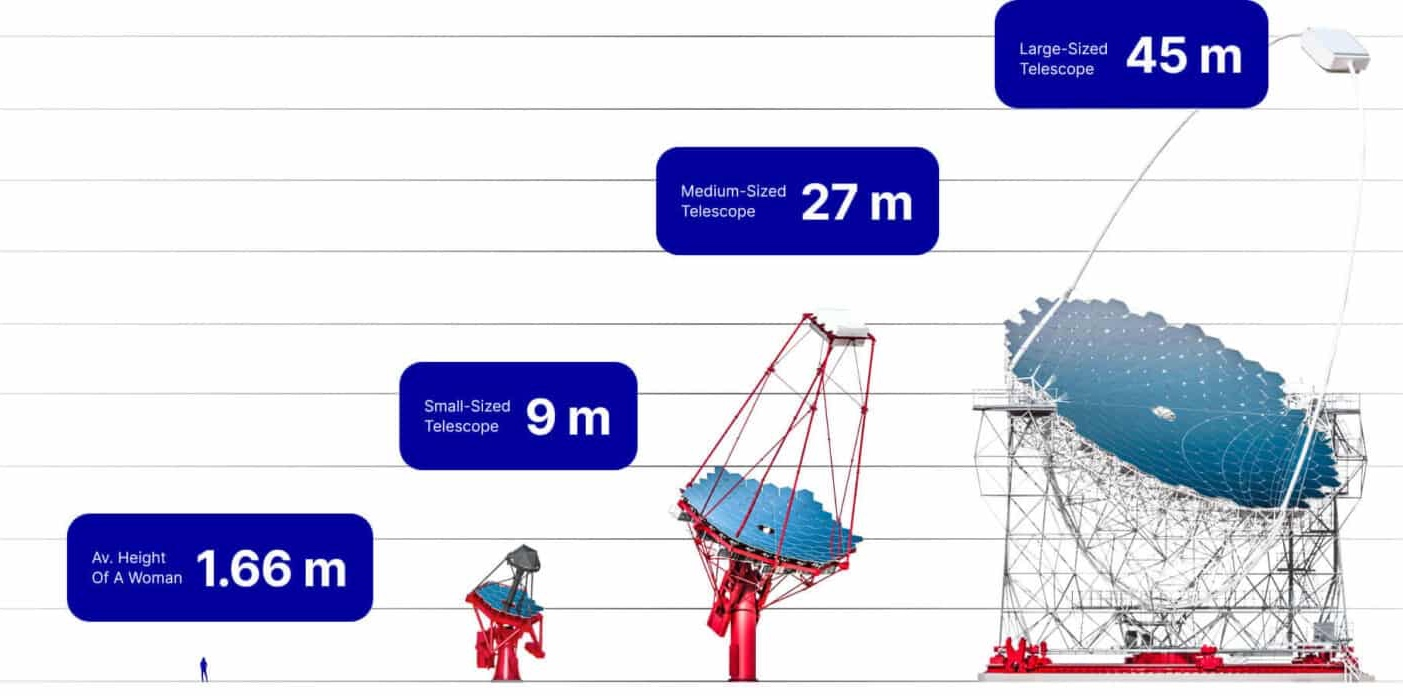 Large-Sized
Telescope
45 m
Medium-Sized
Telescope
27 m
Small-Sized
Telescope
9 m
Av. Height
Of A Woman
1.66 m